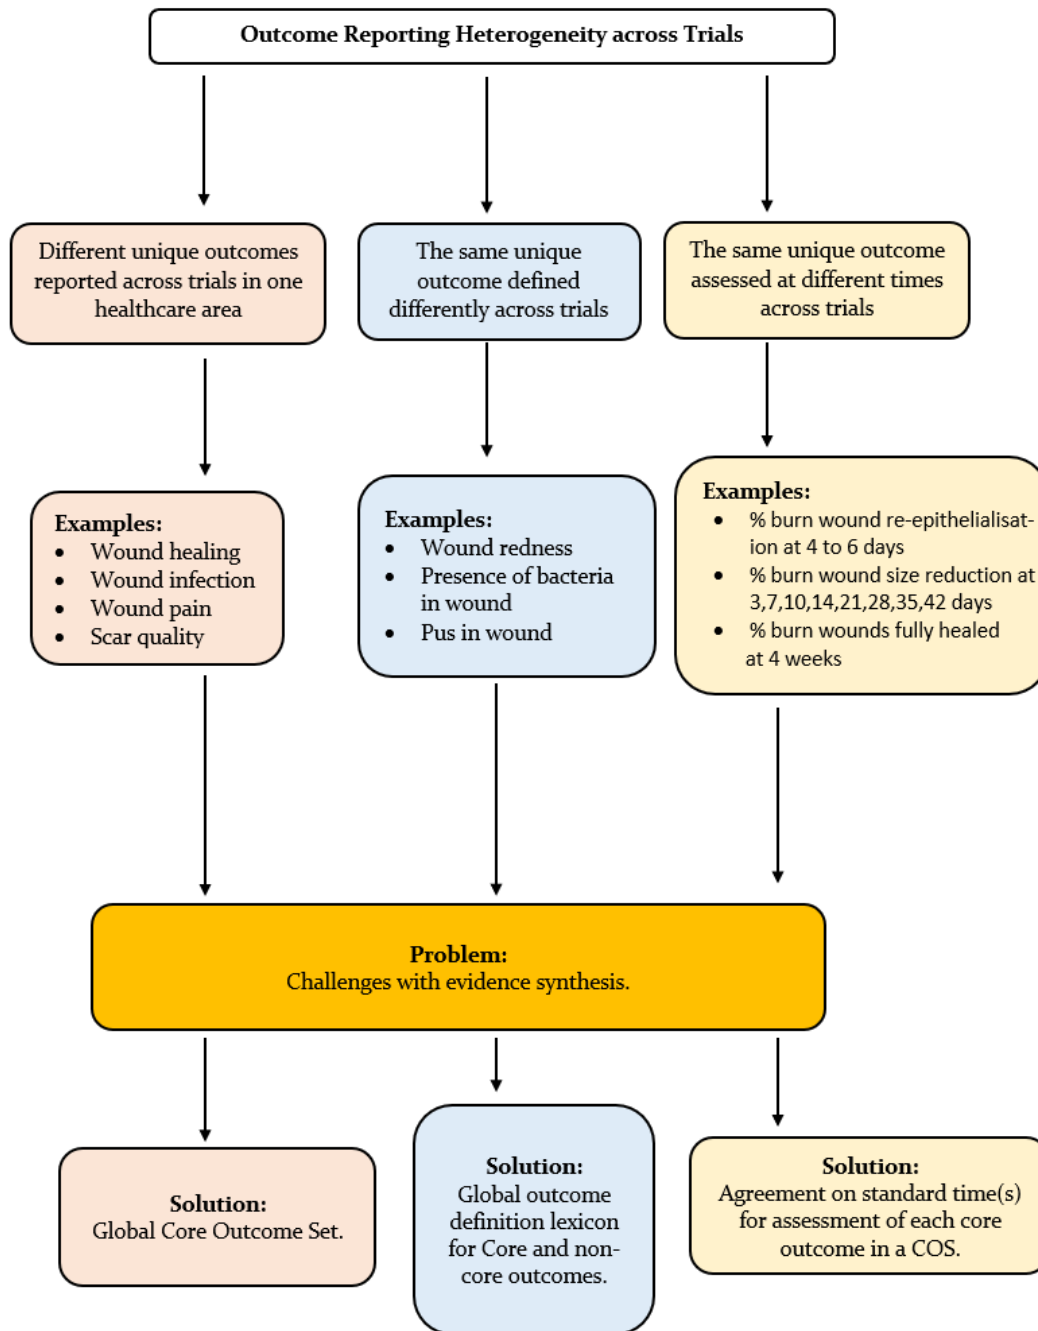 Outcome Reporting Heterogeneity across Trials
Different unique outcomes
reported across trials in one
healthcare area
The same unique
outcome defined
differently across trials
The same unique outcome
assessed at different times
across trials
Examples:
• Wound healing
• Wound infection
• Wound pain
• Scar quality
Examples:
• Wound redness
• Presence of bacteria
in wound
• Pus in wound
Examples:
• % burn wound re-epithelialisat-
ion at 4 to 6 days
• % burn wound size reduction at
3,7,10,14,21,28,35,42 days
• % burn wounds fully healed
at 4 weeks
Problem:
Challenges with evidence synthesis.
Solution:
Global Core Outcome Set.
Solution:
Global outcome
definition lexicon
for Core and non-
core outcomes.
Solution:
Agreement on standard time(s)
for assessment of each core
outcome in a COS.